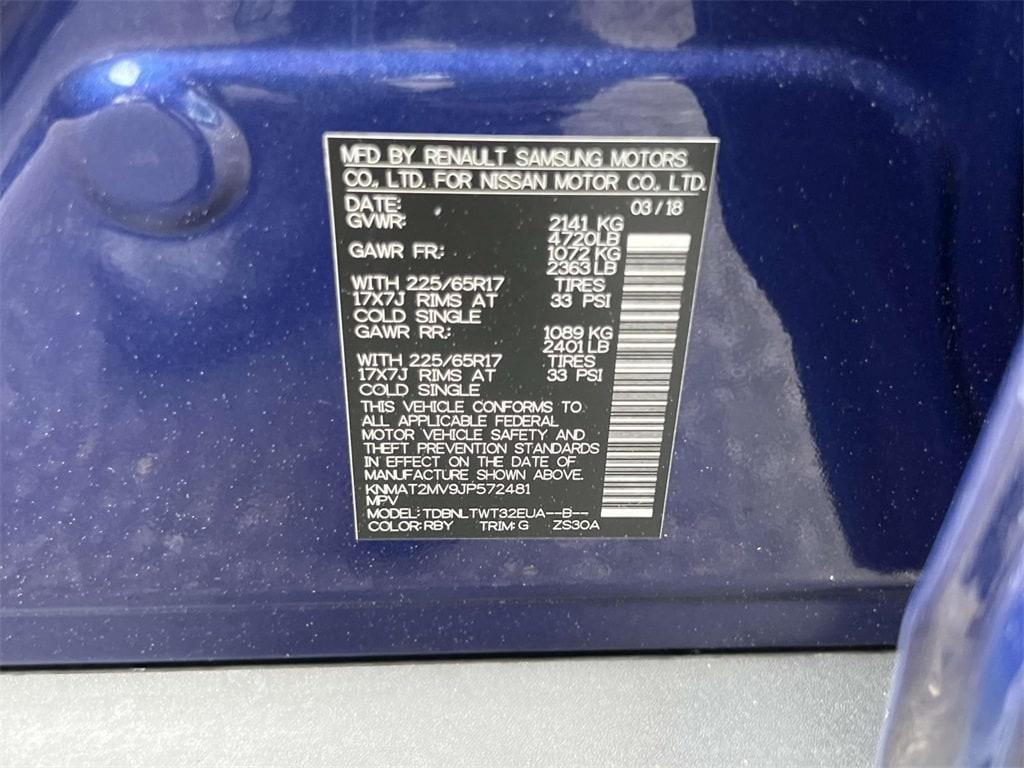 MFD BY RENAULT SAMSUNG MOTORS
CO., LTD. FOR NISSAN MOTOR CO., LTD.
DATE: 03/18
GVWR: 2141 KG
4720LB
GAWR FR: 1072 KG
2363 LB
WITH 225/65R17 TIRES
17X7J RIMS AT 33 PSI
COLD SINGLE
GAWR RR.: 1089 KG
2401 LB
WITH 225/65R17 TIRES
17X7J RIMS AT 33 PSI
COLD SINGLE
THIS VEHICLE CONFORMS TO
ALL APPLICABLE FEDERAL
MOTOR VEHICLE SAFETY AND
THEFT PREVENTION STANDARDS
IN EFFECT ON THE DATE OF
MANUFACTURE SHOWN ABOVE.
KNMAT2MV9JP572481
MPV
MODEL: TDBNLTWT32EUA--B--
COLOR: RBY TRIM: G ZS30A